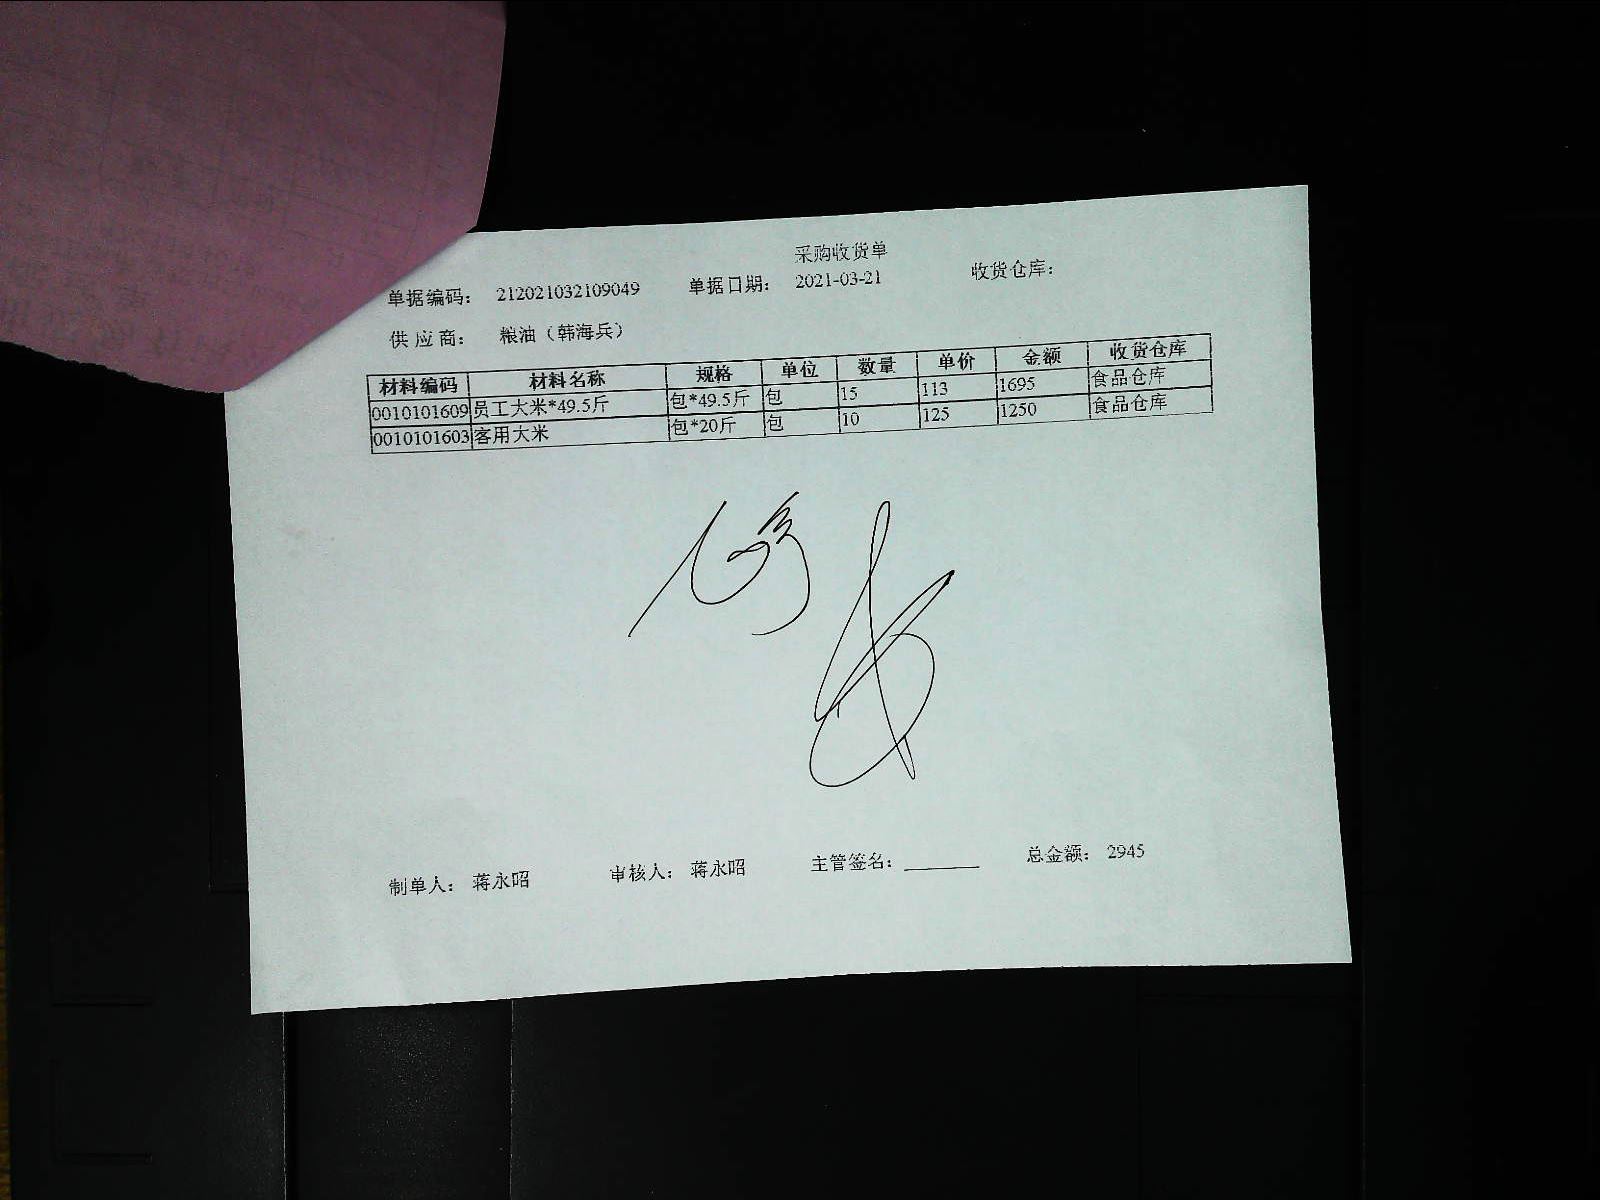 采购收货单
单据编码： 212021032109049 单据日期： 2021-03-21 收货仓库：
供 应 商： 粮油（韩海兵）
材料编码 材料名称 规格 单位 数量 单价 金额 收货仓库
0010101609 员工大米*49.5斤 包*49.5斤 包 15 113 1695 食品仓库
0010101603 客用大米 包*20斤 包 10 125 1250 食品仓库
制单人： 蒋永昭 审核人： 蒋永昭 主管签名：________ 总金额： 2945